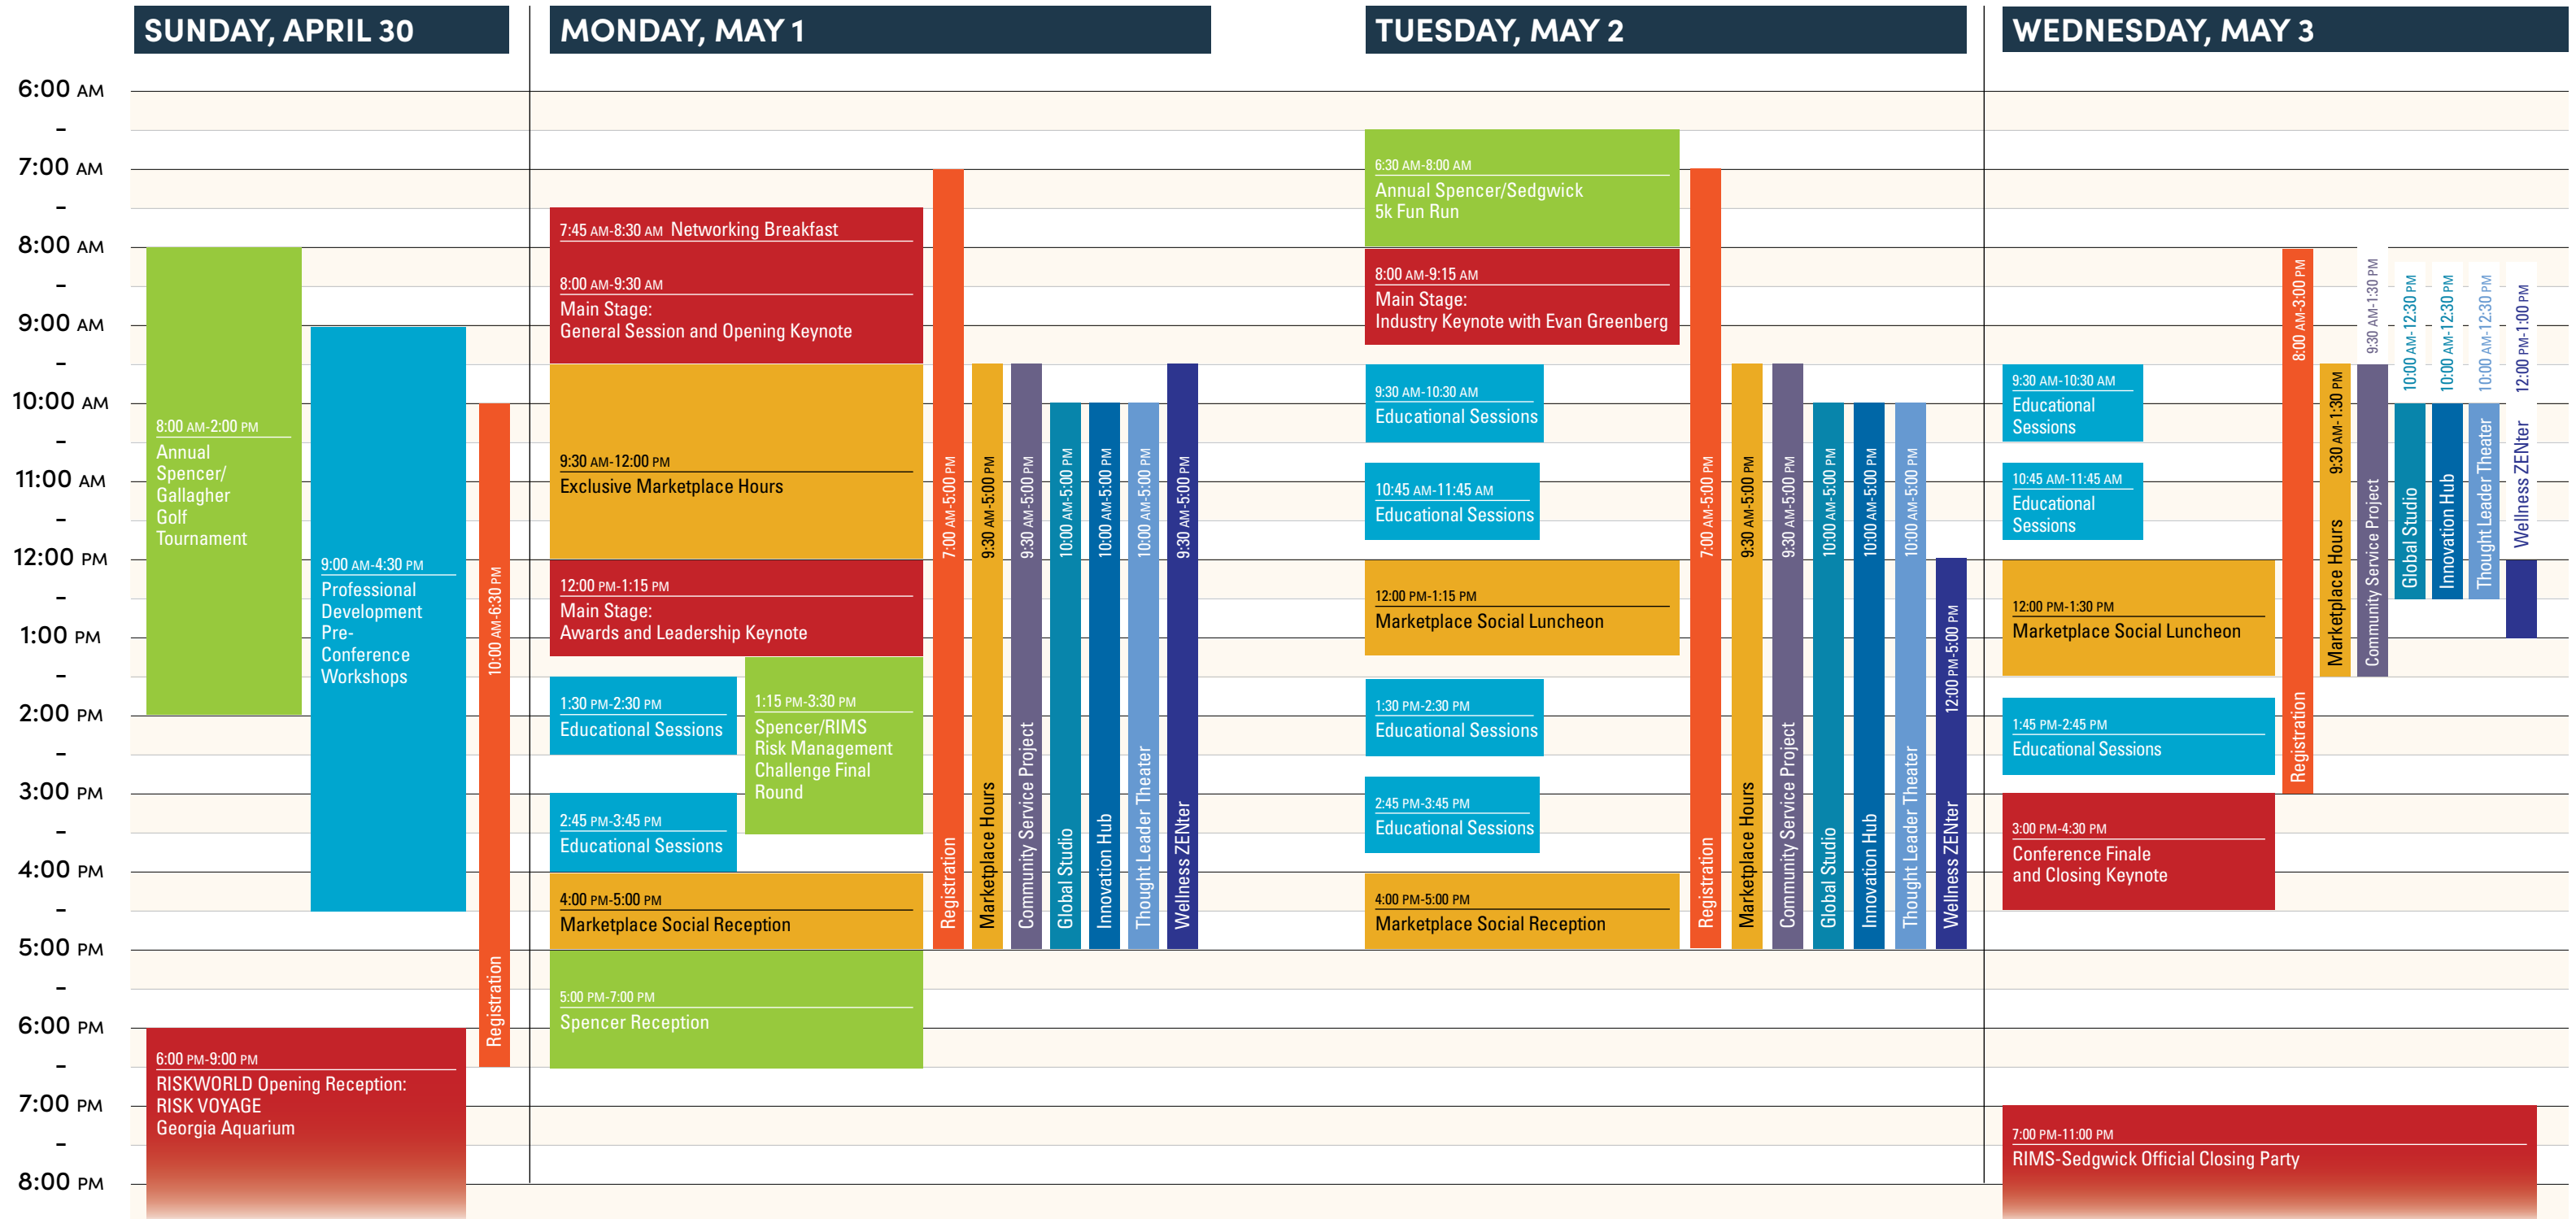 SUNDAY, APRIL 30
MONDAY, MAY 1
TUESDAY, MAY 2
WEDNESDAY, MAY 3
6:00 AM
-
7:00 AM
-
8:00 AM
-
9:00 AM
-
10:00 AM
-
11:00 AM
-
12:00 PM
-
1:00 PM
-
2:00 PM
-
3:00 PM
-
4:00 PM
-
5:00 PM
-
6:00 PM
-
7:00 PM
-
8:00 PM
8:00 AM-2:00 PM
Annual
Spencer/
Gallagher
Golf
Tournament
9:00 AM-4:30 PM
Professional
Development
Pre-
Conference
Workshops
10:00 AM-6:30 PM
Registration
6:00 PM-9:00 PM
RISKWORLD Opening Reception:
RISK VOYAGE
Georgia Aquarium
7:45 AM-8:30 AM Networking Breakfast
8:00 AM-9:30 AM
Main Stage:
General Session and Opening Keynote
9:30 AM-12:00 PM
Exclusive Marketplace Hours
12:00 PM-1:15 PM
Main Stage:
Awards and Leadership Keynote
1:30 PM-2:30 PM
Educational Sessions
1:15 PM-3:30 PM
Spencer/RIMS
Risk Management
Challenge Final
Round
2:45 PM-3:45 PM
Educational Sessions
4:00 PM-5:00 PM
Marketplace Social Reception
5:00 PM-7:00 PM
Spencer Reception
Registration 7:00 AM-5:00 PM
Marketplace Hours 9:30 AM-5:00 PM
Community Service Project 9:30 AM-5:00 PM
Global Studio 10:00 AM-5:00 PM
Innovation Hub 10:00 AM-5:00 PM
Thought Leader Theater 10:00 AM-5:00 PM
Wellness ZENter 9:30 AM-5:00 PM
6:30 AM-8:00 AM
Annual Spencer/Sedgwick
5k Fun Run
8:00 AM-9:15 AM
Main Stage:
Industry Keynote with Evan Greenberg
9:30 AM-10:30 AM
Educational Sessions
10:45 AM-11:45 AM
Educational Sessions
12:00 PM-1:15 PM
Marketplace Social Luncheon
1:30 PM-2:30 PM
Educational Sessions
2:45 PM-3:45 PM
Educational Sessions
4:00 PM-5:00 PM
Marketplace Social Reception
Registration 7:00 AM-5:00 PM
Marketplace Hours 9:30 AM-5:00 PM
Community Service Project 9:30 AM-5:00 PM
Global Studio 10:00 AM-5:00 PM
Innovation Hub 10:00 AM-5:00 PM
Thought Leader Theater 10:00 AM-5:00 PM
Wellness ZENter 12:00 PM-5:00 PM
9:30 AM-10:30 AM
Educational
Sessions
10:45 AM-11:45 AM
Educational
Sessions
12:00 PM-1:30 PM
Marketplace Social Luncheon
1:45 PM-2:45 PM
Educational Sessions
3:00 PM-4:30 PM
Conference Finale
and Closing Keynote
7:00 PM-11:00 PM
RIMS-Sedgwick Official Closing Party
Registration 8:00 AM-3:00 PM
Marketplace Hours 9:30 AM-1:30 PM
Community Service Project 9:30 AM-1:30 PM
Global Studio 10:00 AM-12:30 PM
Innovation Hub 10:00 AM-12:30 PM
Thought Leader Theater 10:00 AM-12:30 PM
Wellness ZENter 12:00 PM-1:00 PM